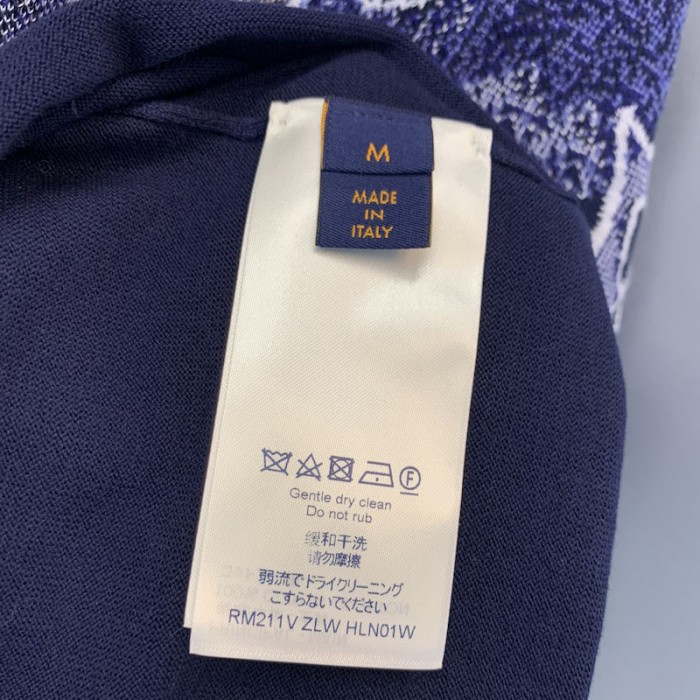 M
MADE
IN
ITALY
F
Gentle dry clean
Do not rub
缓和干洗
请勿摩擦
弱流でドライクリーニング
こすらないでください
RM211V ZLW HLN01W